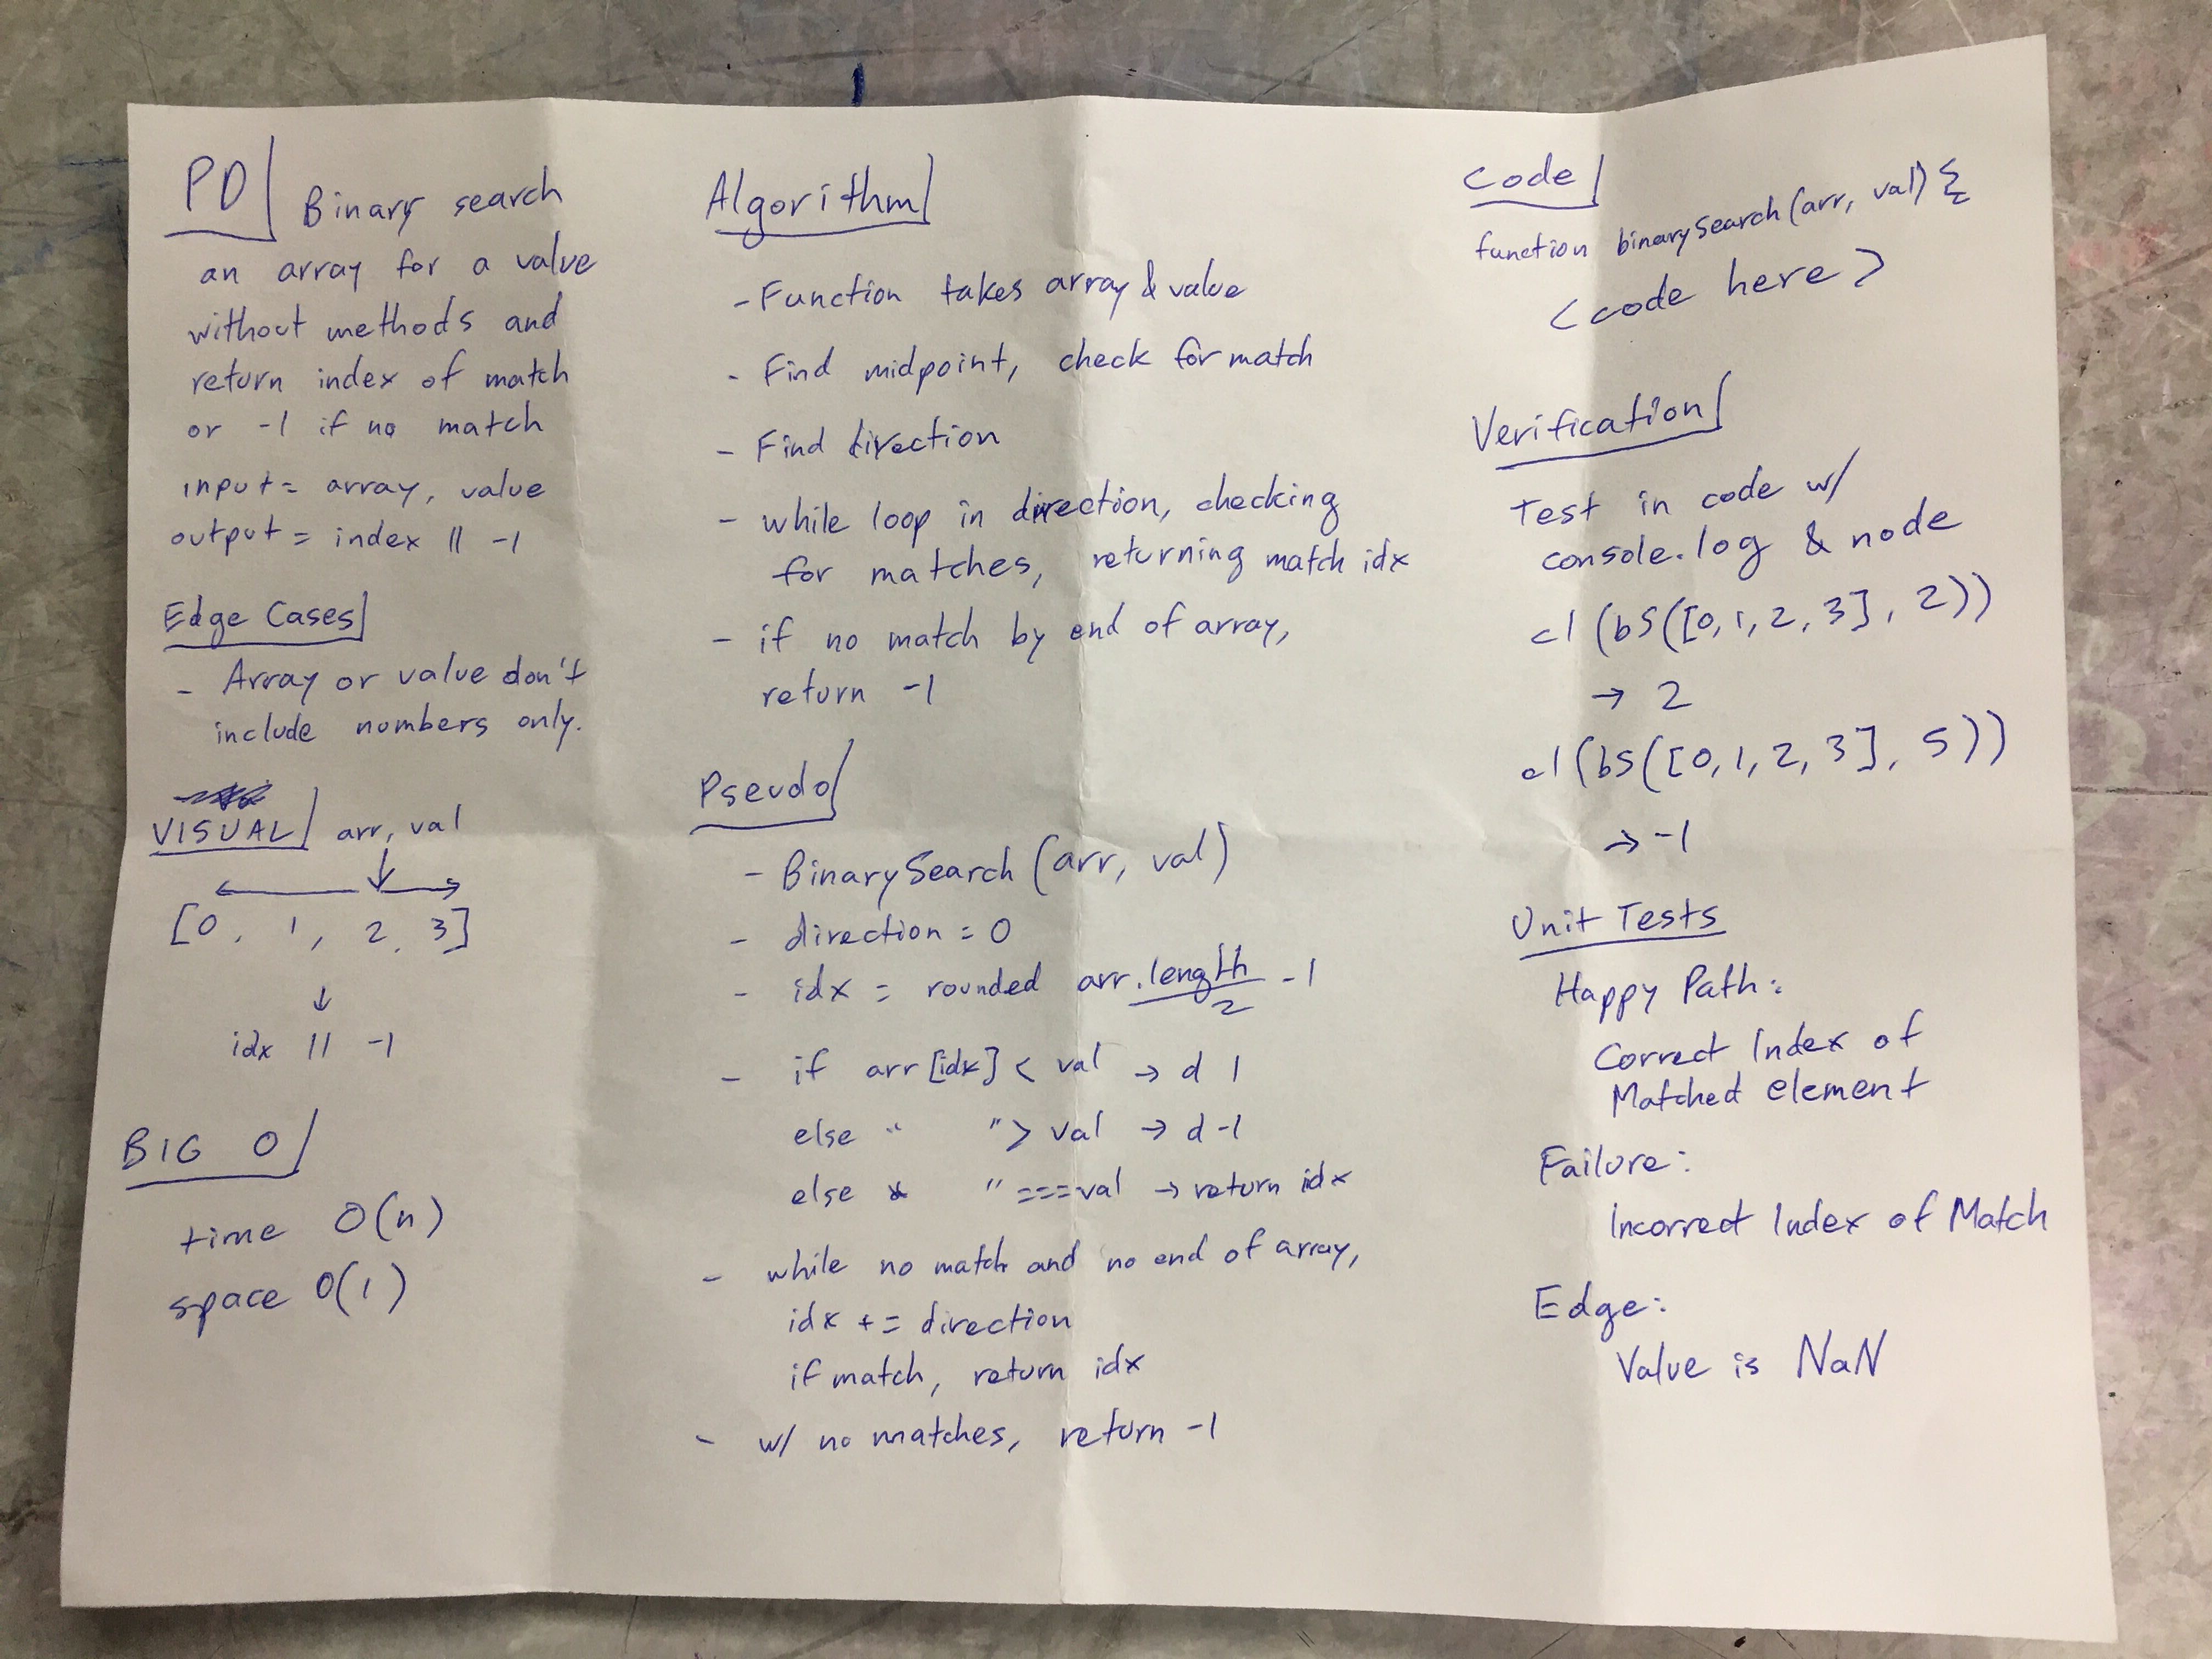 PD
Binary search
an array for a value
without methods and
return index of match
or -1 if no match
input = array, value
output = index || -1
Edge Cases
- Array or value don't
include numbers only.
VISUAL arr, val
[0, 1, 2, 3]
idx || -1
BIG O
time O(n)
space O(1)
Algorithm
- Function takes array & value
- Find midpoint, check for match
- Find direction
- while loop in direction, checking
for matches, returning match idx
- if no match by end of array,
return -1
Pseudo
- BinarySearch (arr, val)
- direction = 0
- idx = rounded arr.length/2 -1
- if arr[idx] < val → d 1
else " " > val → d -1
else " === val → return idx
- while no match and no end of array,
idx += direction
if match, return idx
- w/ no matches, return -1
Code
function binarySearch(arr, val) {
<code here>
Verification
Test in code w/
console.log & node
cl (bS([0,1,2,3], 2))
→ 2
cl (bS([0,1,2,3], 5))
→ -1
Unit Tests
Happy Path:
Correct Index of
Matched element
Failure:
Incorrect Index of Match
Edge:
Value is NaN